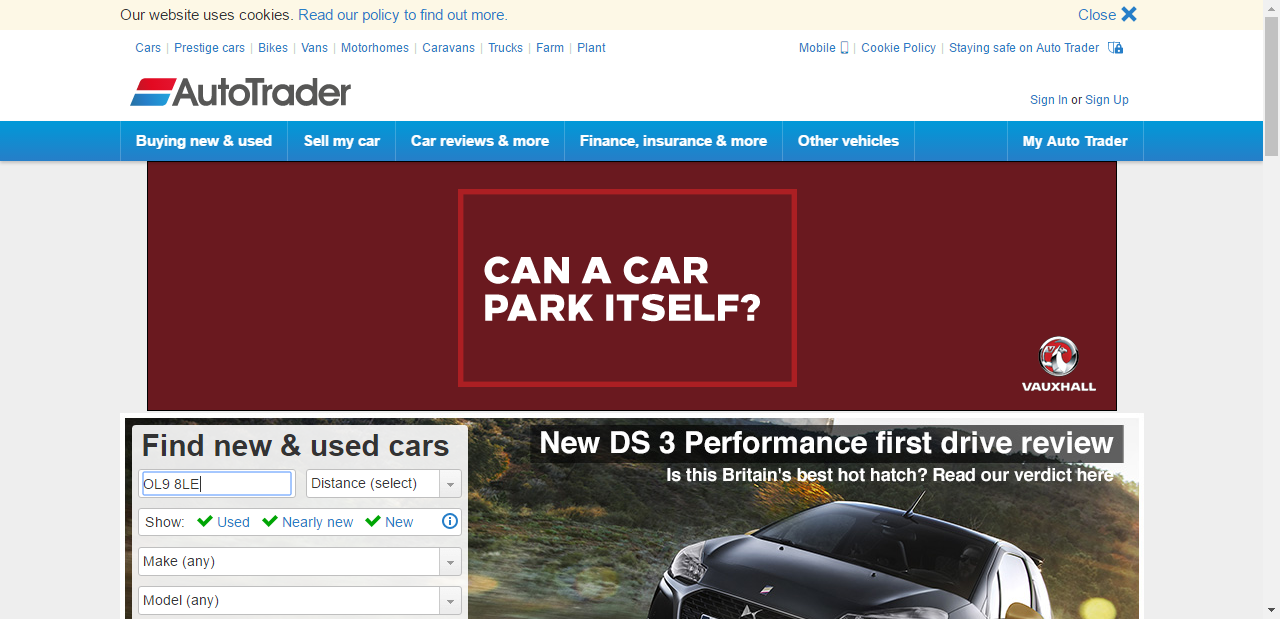 Our website uses cookies. Read our policy to find out more. Close
Cars | Prestige cars | Bikes | Vans | Motorhomes | Caravans | Trucks | Farm | Plant Mobile | Cookie Policy | Staying safe on Auto Trader
AutoTrader
Sign In or Sign Up
Buying new & used Sell my car Car reviews & more Finance, insurance & more Other vehicles My Auto Trader
CAN A CAR
PARK ITSELF?
VAUXHALL
Find new & used cars
OL9 8LE Distance (select)
Show: Used Nearly new New
Make (any)
Model (any)
New DS 3 Performance first drive review
Is this Britain's best hot hatch? Read our verdict here